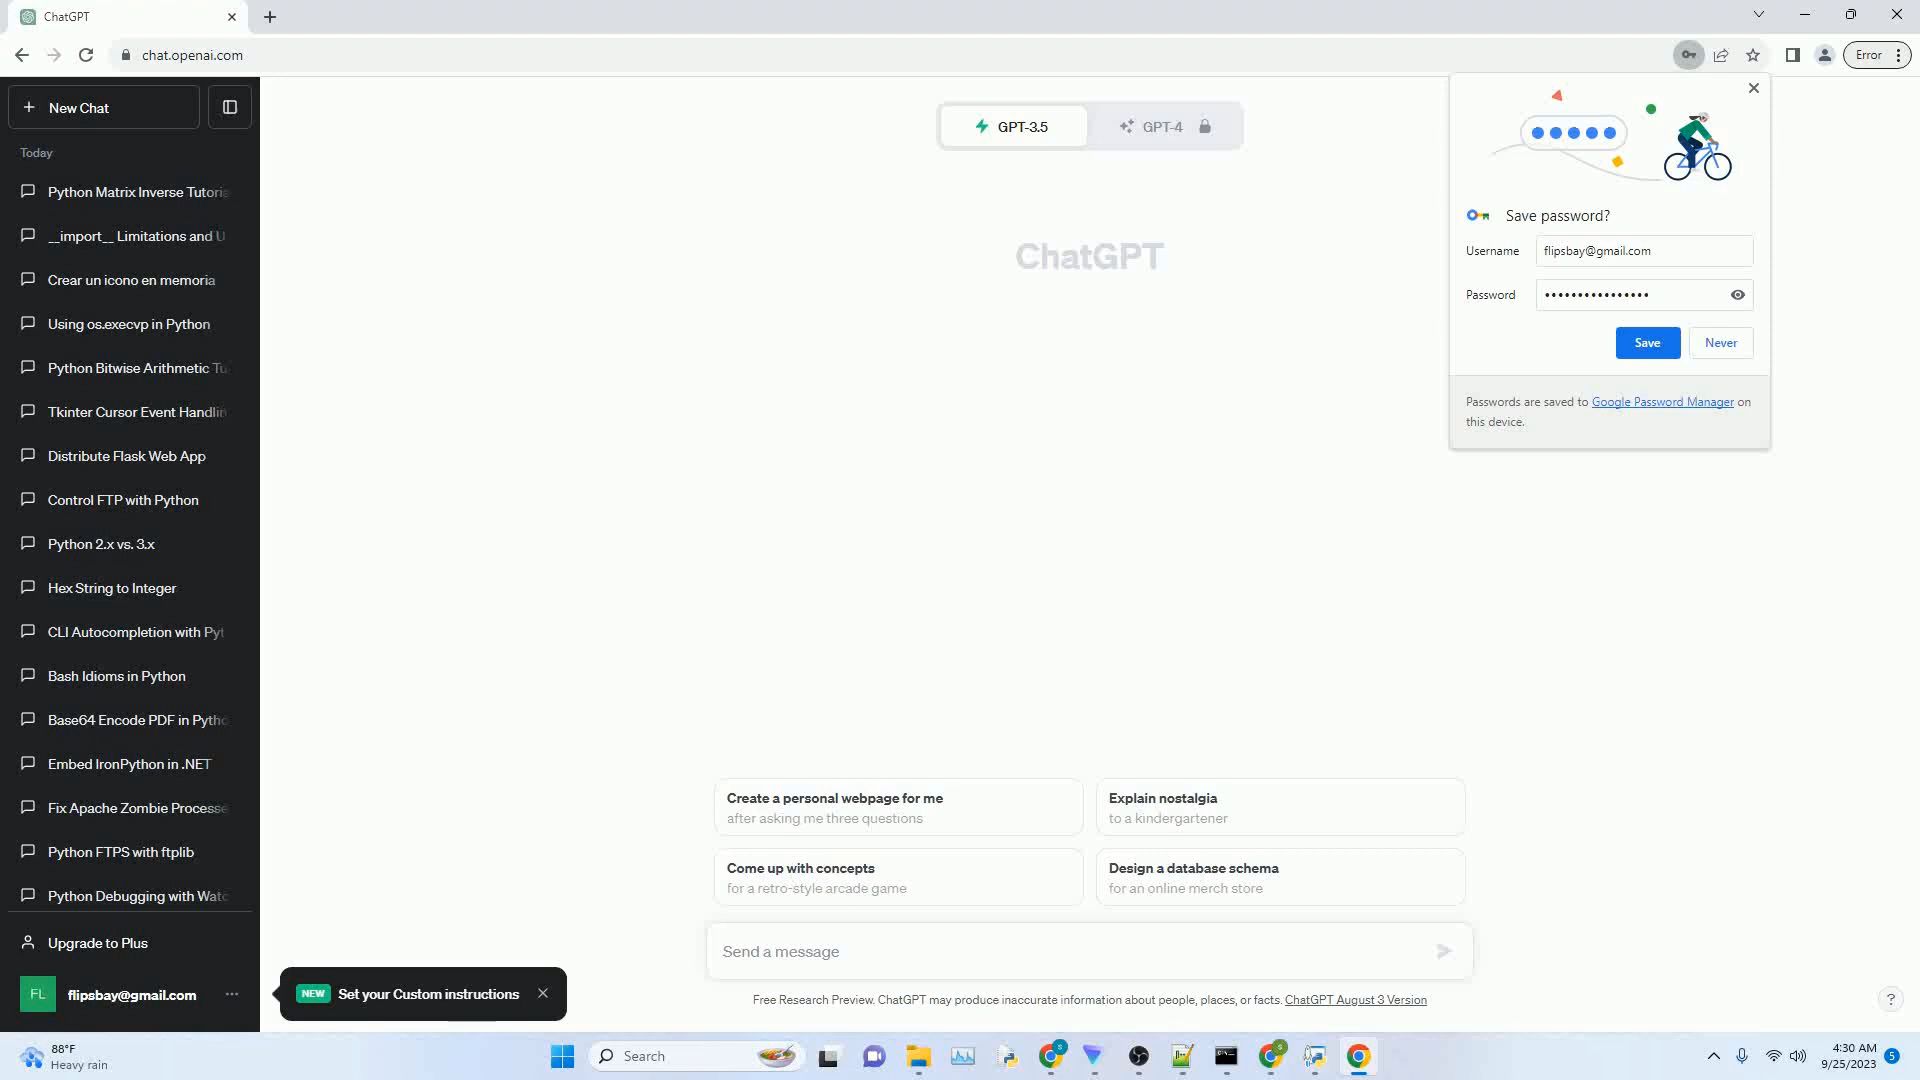 ChatGPT
chat.openai.com
Error
New Chat
Today
Python Matrix Inverse Tutoria
__import__ Limitations and U
Crear un icono en memoria
Using os.execvp in Python
Python Bitwise Arithmetic Tu
Tkinter Cursor Event Handlin
Distribute Flask Web App
Control FTP with Python
Python 2.x vs. 3.x
Hex String to Integer
CLI Autocompletion with Pyt
Bash Idioms in Python
Base64 Encode PDF in Pytho
Embed IronPython in .NET
Fix Apache Zombie Processe
Python FTPS with ftplib
Python Debugging with Watc
Upgrade to Plus
FL
flipsbay@gmail.com
NEW Set your Custom instructions
GPT-3.5
GPT-4
ChatGPT
Save password?
Username
flipsbay@gmail.com
Password
••••••••••••••••
Save
Never
Passwords are saved to Google Password Manager on
this device.
Create a personal webpage for me
after asking me three questions
Explain nostalgia
to a kindergartener
Come up with concepts
for a retro-style arcade game
Design a database schema
for an online merch store
Send a message
Free Research Preview. ChatGPT may produce inaccurate information about people, places, or facts. ChatGPT August 3 Version
?
88°F
Heavy rain
Search
S
S
4:30 AM
9/25/2023
5